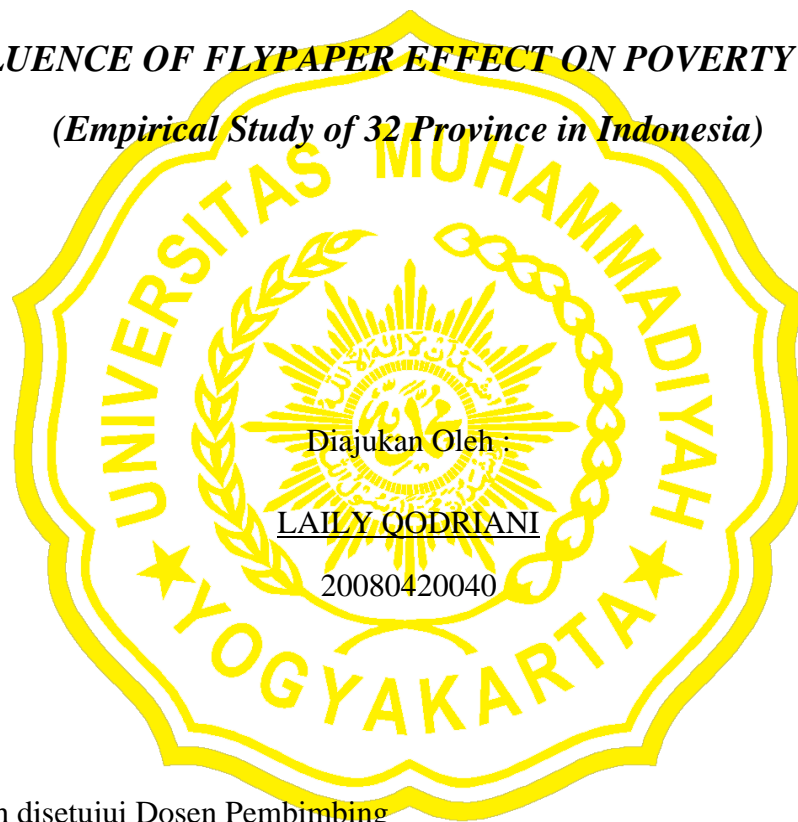 LUENCE OF FLYPAPER EFFECT ON POVERTY
(Empirical Study of 32 Province in Indonesia)
UNIVERSITAS MUHAMMADIYAH
Diajukan Oleh :
LAILY QODRIANI
20080420040
★ YOGYAKARTA ★
disetujui Dosen Pembimbing